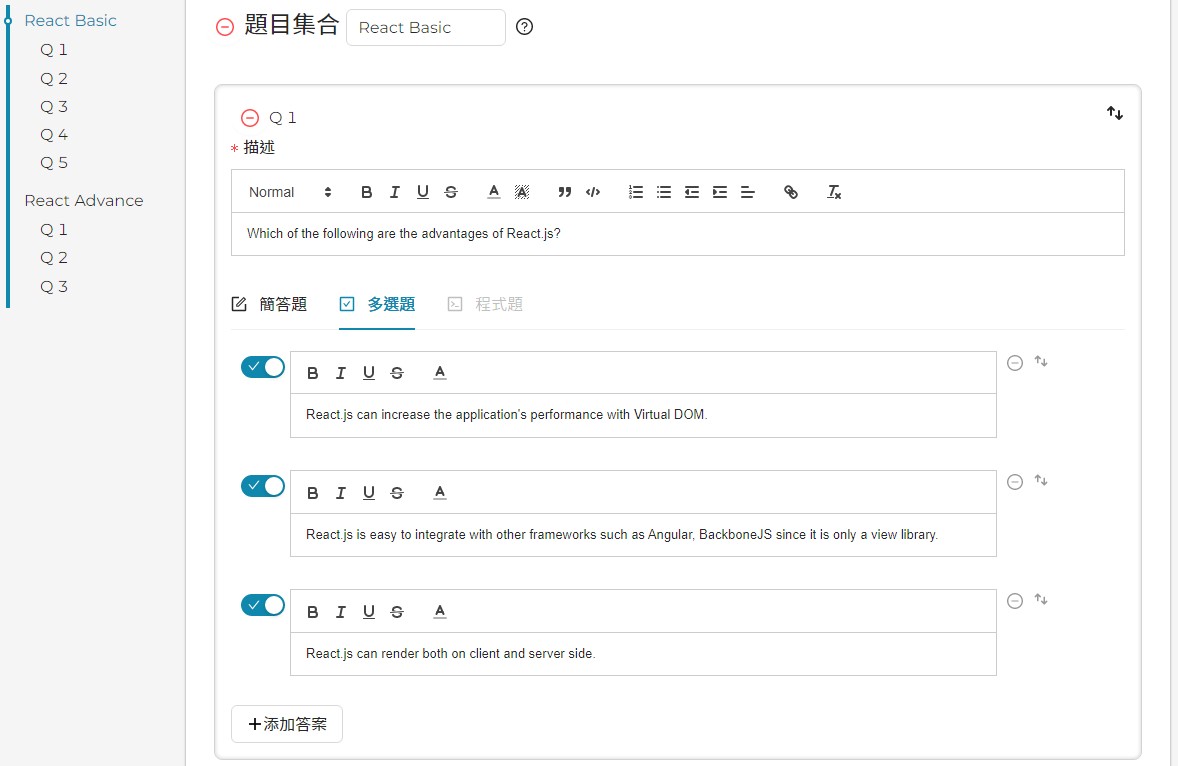 React Basic
Q 1
Q 2
Q 3
Q 4
Q 5
React Advance
Q 1
Q 2
Q 3
題目集合 React Basic
Q 1
* 描述
Normal
Which of the following are the advantages of React.js?
簡答題 多選題 程式題
React.js can increase the application's performance with Virtual DOM.
React.js is easy to integrate with other frameworks such as Angular, BackboneJS since it is only a view library.
React.js can render both on client and server side.
+添加答案